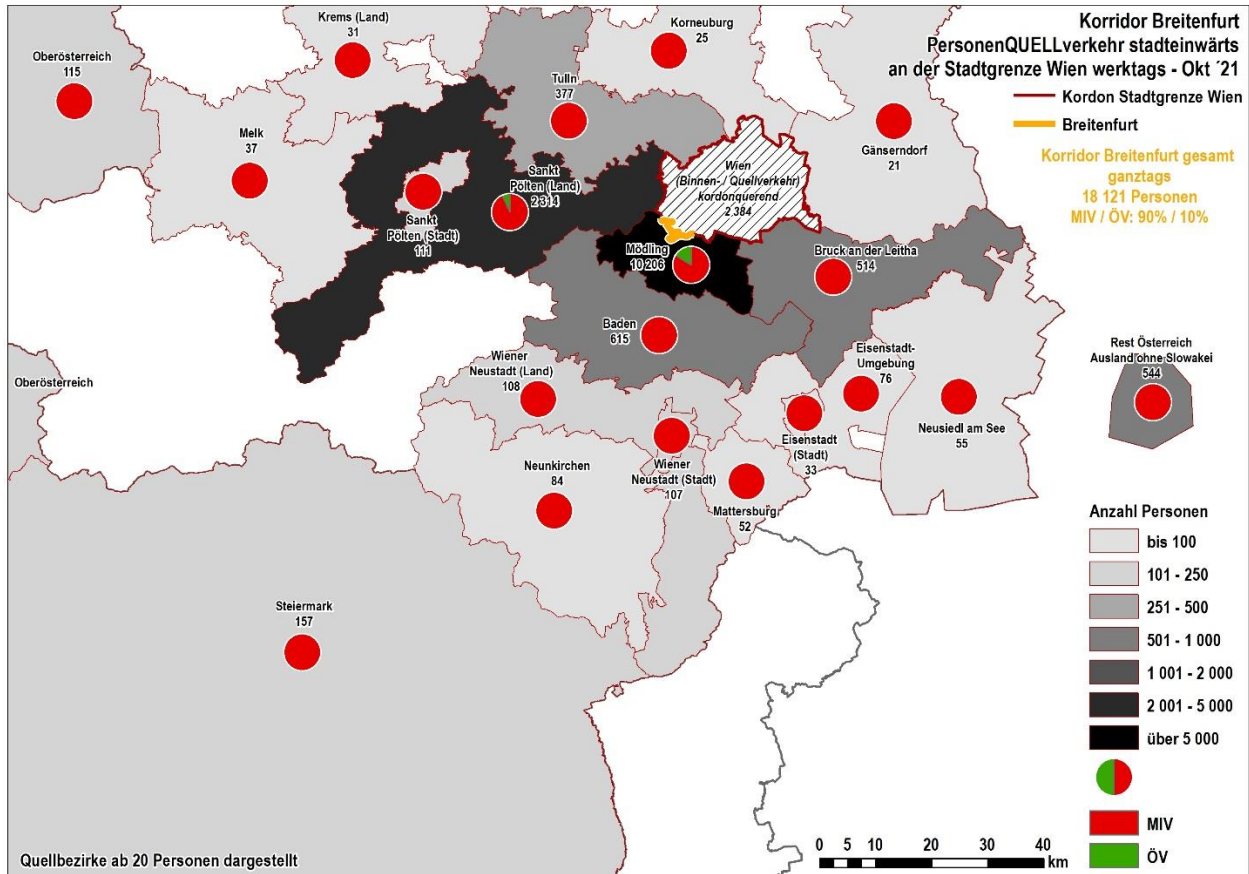 Korridor Breitenfurt
PersonenQUELLverkehr stadteinwärts
an der Stadtgrenze Wien werktags - Okt ´21
Kordon Stadtgrenze Wien
Breitenfurt
Korridor Breitenfurt gesamt
ganztags
18 121 Personen
MIV / ÖV: 90% / 10%
Krems (Land)
31
Korneuburg
25
Oberösterreich
115
Tulln
377
Melk
37
Gänserndorf
21
Wien
(Binnen- / Quellverkehr)
kordonquerend
2.384
Sankt
Pölten (Land)
2 314
Sankt
Pölten (Stadt)
111
Mödling
10 206
Bruck an der Leitha
514
Baden
615
Wiener
Neustadt (Land)
108
Eisenstadt-
Umgebung
76
Rest Österreich
Ausland ohne Slowakei
544
Oberösterreich
Neusiedl am See
55
Eisenstadt
(Stadt)
33
Wiener
Neustadt (Stadt)
107
Neunkirchen
84
Mattersburg
52
Steiermark
157
Anzahl Personen
bis 100
101 - 250
251 - 500
501 - 1 000
1 001 - 2 000
2 001 - 5 000
über 5 000
MIV
ÖV
Quellbezirke ab 20 Personen dargestellt
0 5 10 20 30 40
km